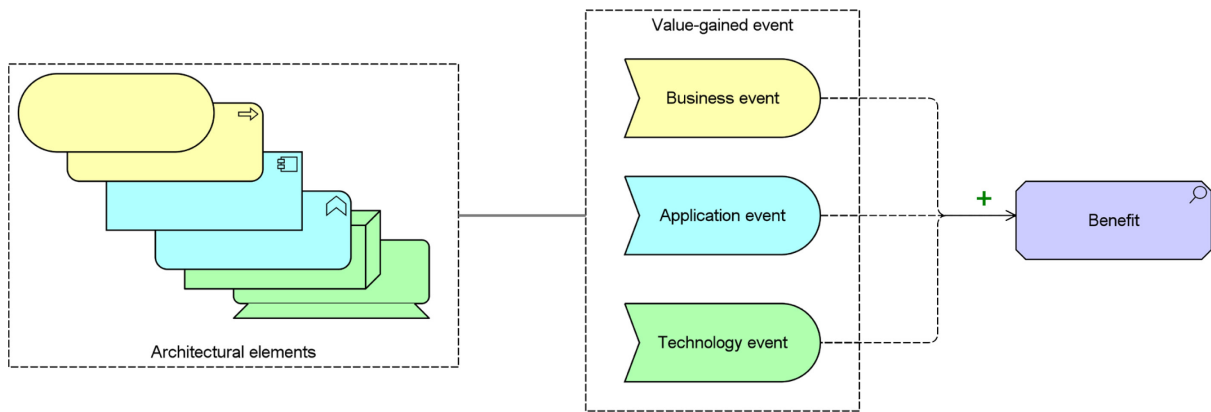 Value-gained event
Business event
Application event
+
Benefit
Technology event
Architectural elements